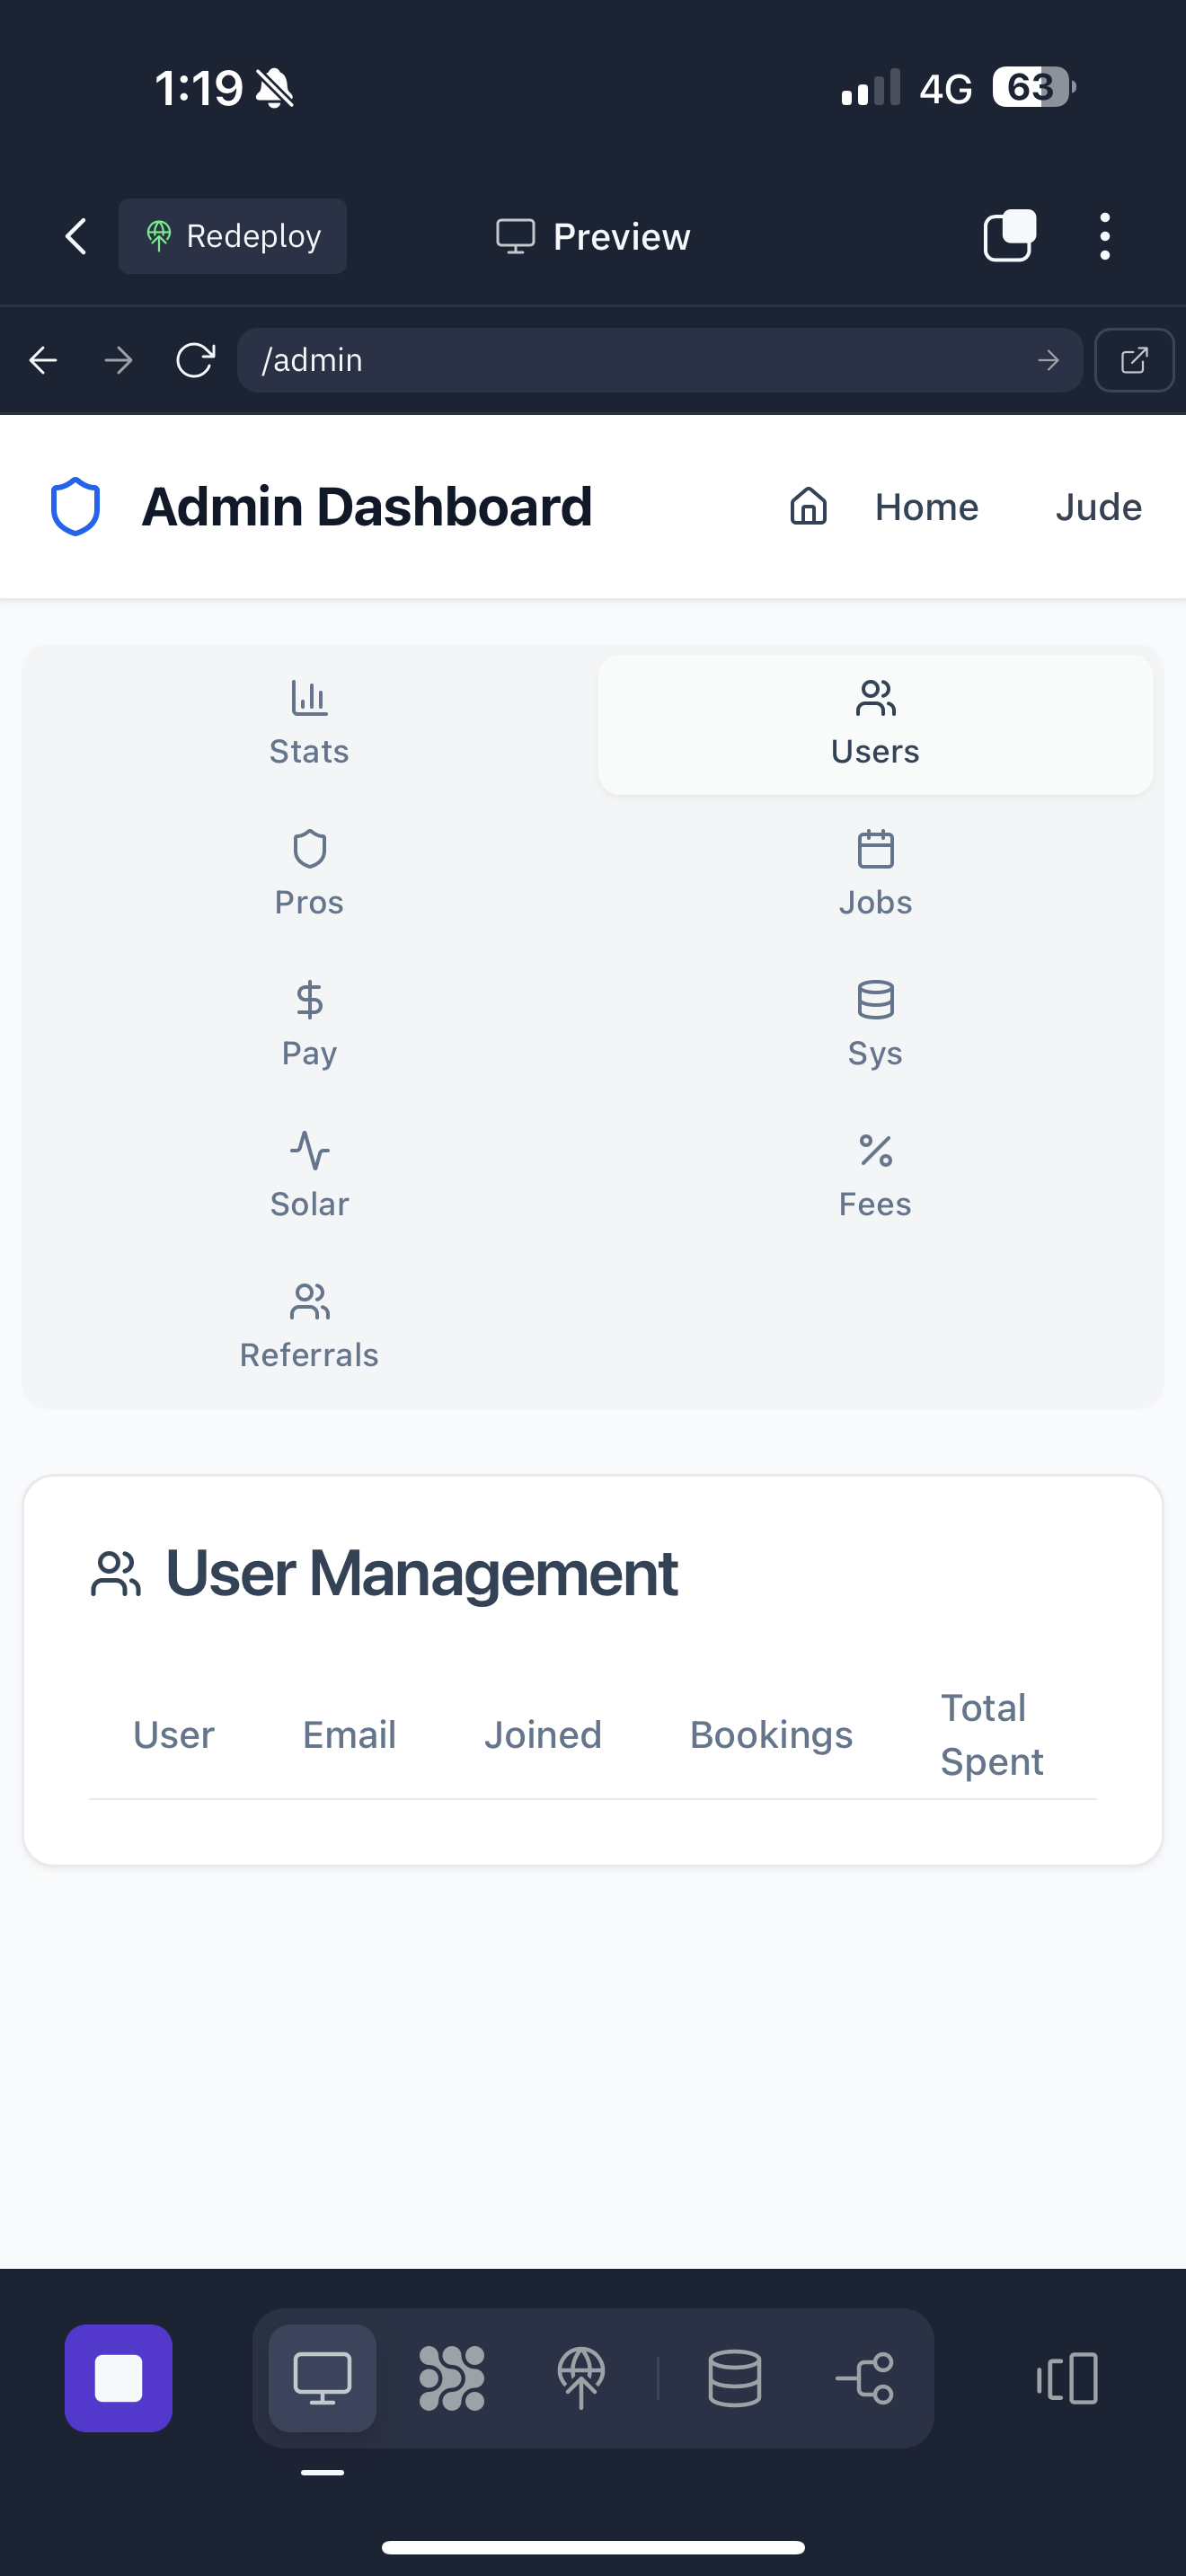 1:19 4G 63
Redeploy Preview
/admin
Admin Dashboard Home Jude
Stats Users
Pros Jobs
Pay Sys
Solar Fees
Referrals
User Management
User Email Joined Bookings Total Spent